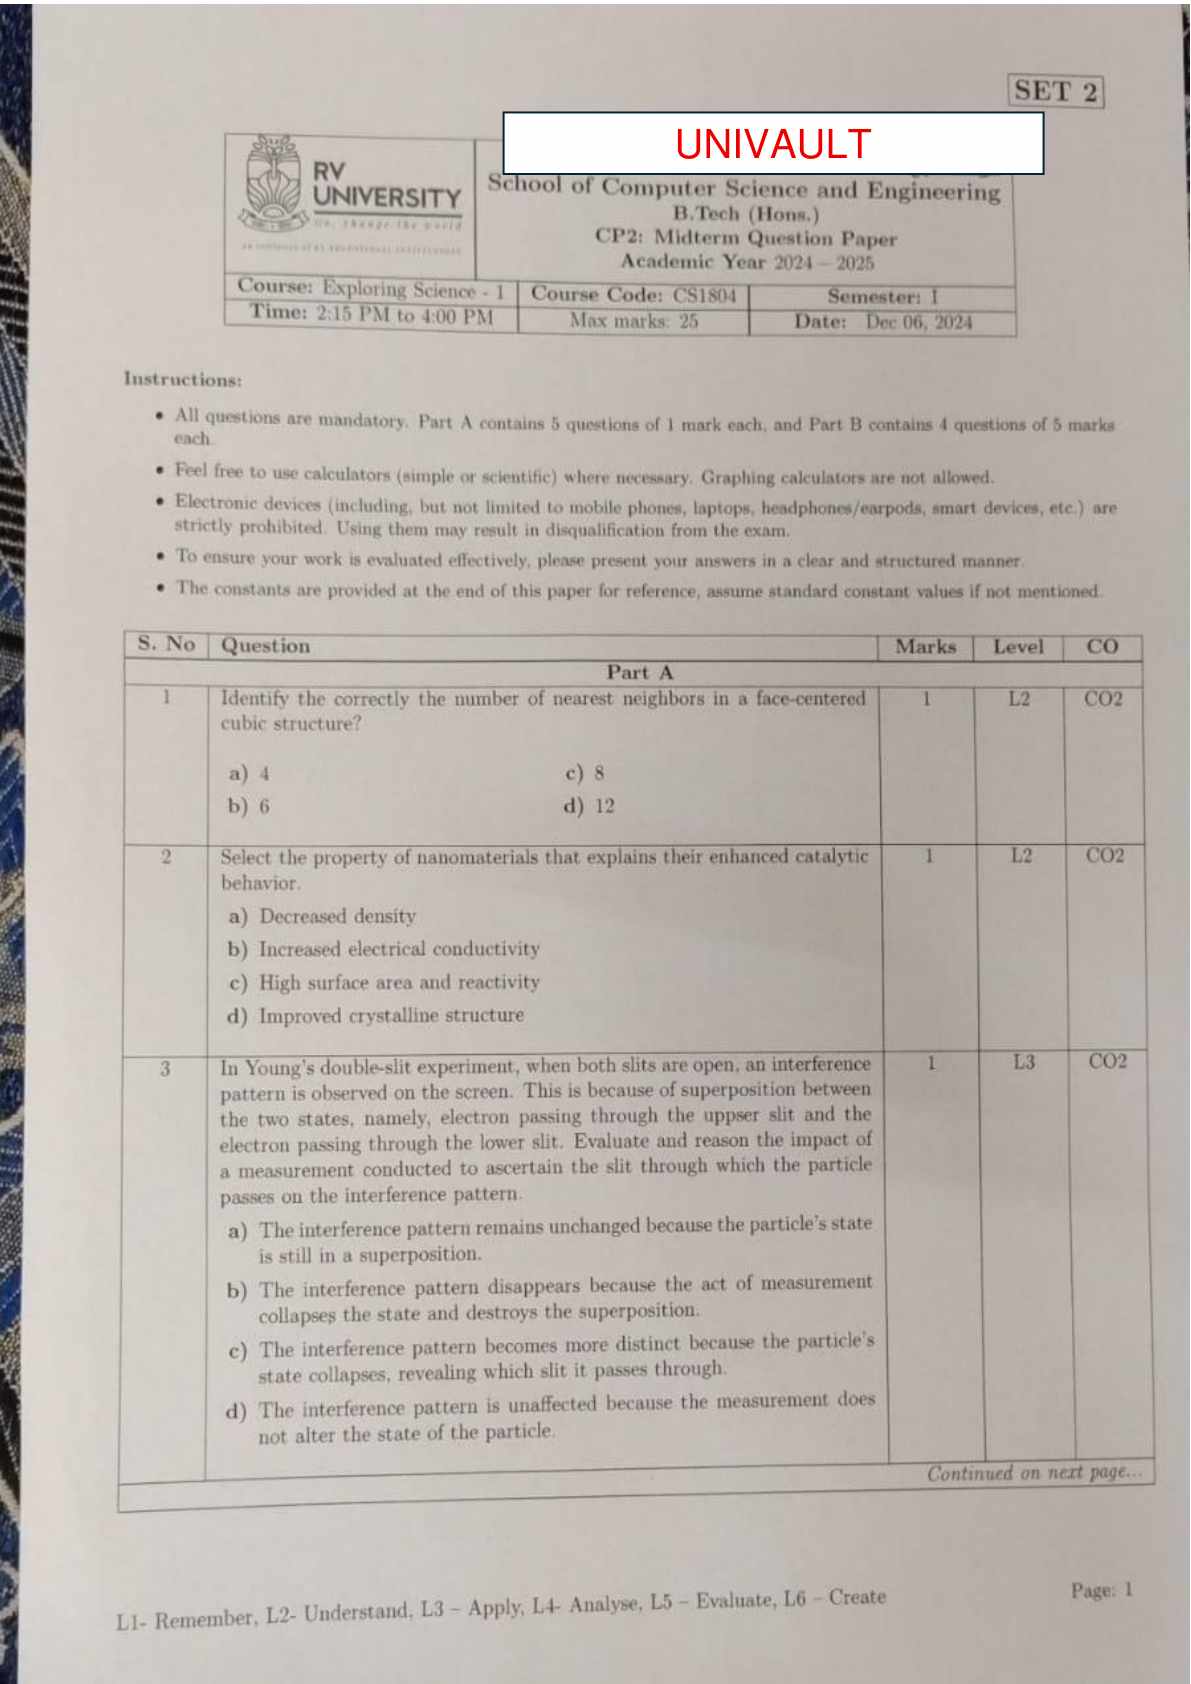 SET 2
UNIVAULT
RV
UNIVERSITY
change the world
School of Computer Science and Engineering
B.Tech (Hons.)
CP2: Midterm Question Paper
Academic Year 2024 – 2025
Course: Exploring Science - 1 Course Code: CS1804 Semester: I
Time: 2:15 PM to 4:00 PM Max marks: 25 Date: Dec 06, 2024
Instructions:
• All questions are mandatory. Part A contains 5 questions of 1 mark each, and Part B contains 4 questions of 5 marks
each.
• Feel free to use calculators (simple or scientific) where necessary. Graphing calculators are not allowed.
• Electronic devices (including, but not limited to mobile phones, laptops, headphones/earpods, smart devices, etc.) are
strictly prohibited. Using them may result in disqualification from the exam.
• To ensure your work is evaluated effectively, please present your answers in a clear and structured manner.
• The constants are provided at the end of this paper for reference, assume standard constant values if not mentioned.
S. No Question Marks Level CO
Part A
1 Identify the correctly the number of nearest neighbors in a face-centered 1 L2 CO2
cubic structure?
a) 4 c) 8
b) 6 d) 12
2 Select the property of nanomaterials that explains their enhanced catalytic 1 L2 CO2
behavior.
a) Decreased density
b) Increased electrical conductivity
c) High surface area and reactivity
d) Improved crystalline structure
3 In Young's double-slit experiment, when both slits are open, an interference 1 L3 CO2
pattern is observed on the screen. This is because of superposition between
the two states, namely, electron passing through the uppser slit and the
electron passing through the lower slit. Evaluate and reason the impact of
a measurement conducted to ascertain the slit through which the particle
passes on the interference pattern.
a) The interference pattern remains unchanged because the particle's state
is still in a superposition.
b) The interference pattern disappears because the act of measurement
collapses the state and destroys the superposition.
c) The interference pattern becomes more distinct because the particle's
state collapses, revealing which slit it passes through.
d) The interference pattern is unaffected because the measurement does
not alter the state of the particle.
Continued on next page...
L1- Remember, L2- Understand, L3 – Apply, L4- Analyse, L5 – Evaluate, L6 – Create Page: 1